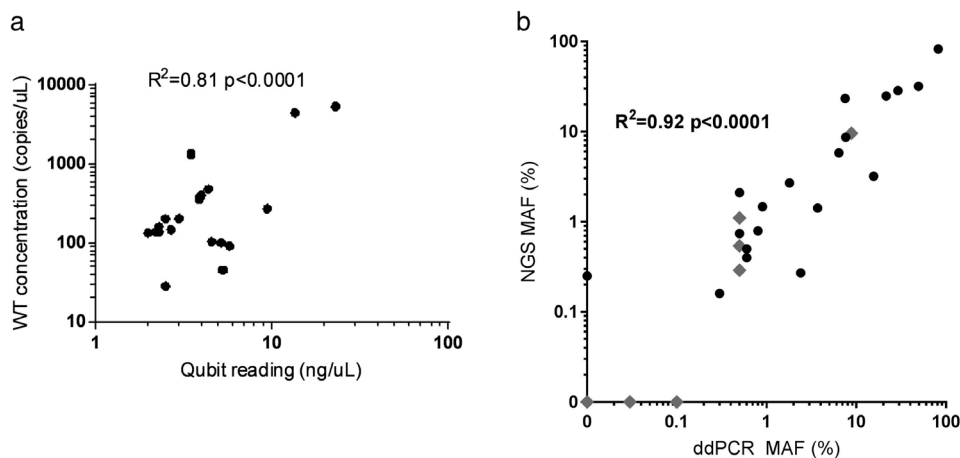 a
R²=0.81 p<0.0001
WT concentration (copies/uL)
10000
1000
100
10
1
10
100
Qubit reading (ng/uL)
b
R²=0.92 p<0.0001
NGS MAF (%)
100
10
1
0.1
0
0
0.1
1
10
100
ddPCR MAF (%)